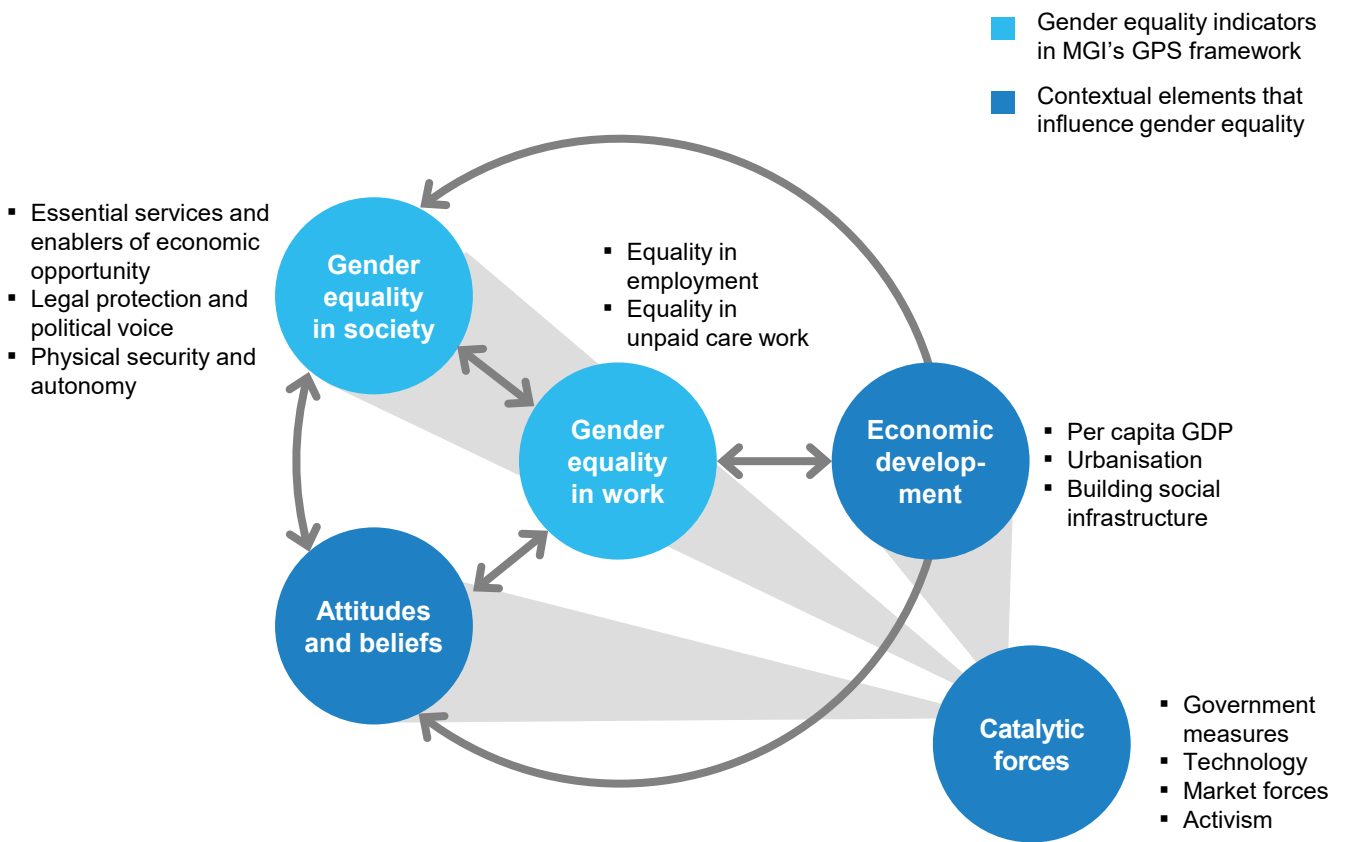 Gender equality indicators
in MGI's GPS framework
Contextual elements that
influence gender equality
▪ Essential services and
enablers of economic
opportunity
▪ Legal protection and
political voice
▪ Physical security and
autonomy
Gender
equality
in society
▪ Equality in
employment
▪ Equality in
unpaid care work
Gender
equality
in work
Economic
develop-
ment
▪ Per capita GDP
▪ Urbanisation
▪ Building social
infrastructure
Attitudes
and beliefs
Catalytic
forces
▪ Government
measures
▪ Technology
▪ Market forces
▪ Activism